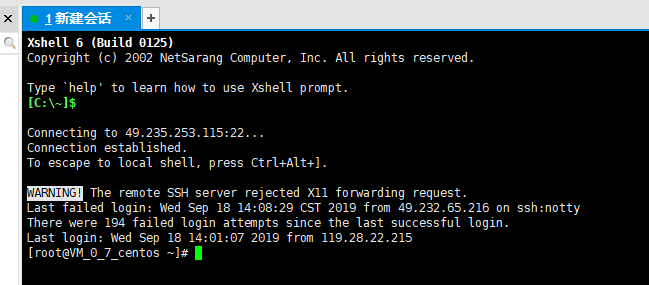 1 新建会话
Xshell 6 (Build 0125)
Copyright (c) 2002 NetSarang Computer, Inc. All rights reserved.
Type `help' to learn how to use Xshell prompt.
[C:\~]$
Connecting to 49.235.253.115:22...
Connection established.
To escape to local shell, press Ctrl+Alt+].
WARNING! The remote SSH server rejected X11 forwarding request.
Last failed login: Wed Sep 18 14:08:29 CST 2019 from 49.232.65.216 on ssh:notty
There were 194 failed login attempts since the last successful login.
Last login: Wed Sep 18 14:01:07 2019 from 119.28.22.215
[root@VM_0_7_centos ~]#